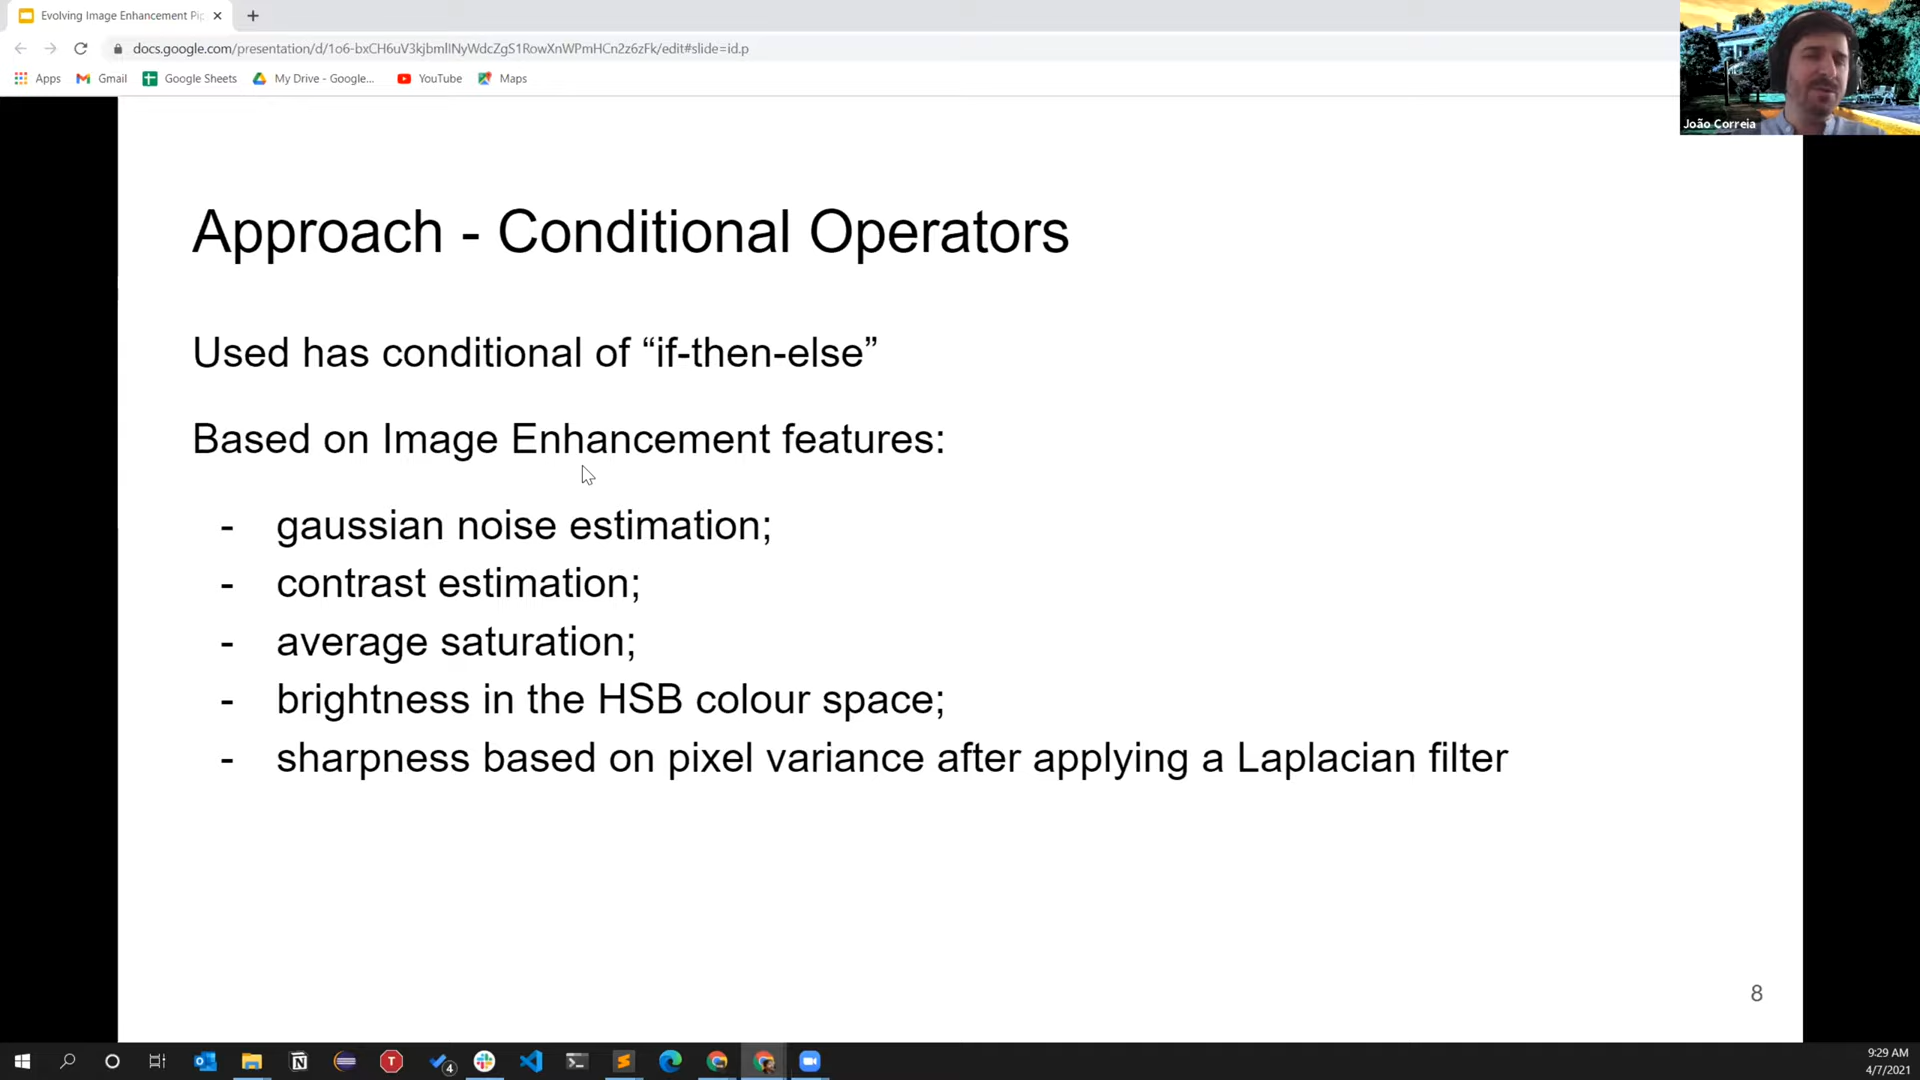 Evolving Image Enhancement Pip
docs.google.com/presentation/d/1o6-bxCH6uV3kjbmlINyWdcZgS1RowXnWPmHCn2z6zFk/edit#slide=id.p
Apps Gmail Google Sheets My Drive - Google... YouTube Maps
João Correia
Approach - Conditional Operators
Used has conditional of “if-then-else”
Based on Image Enhancement features:
- gaussian noise estimation;
- contrast estimation;
- average saturation;
- brightness in the HSB colour space;
- sharpness based on pixel variance after applying a Laplacian filter
8
T
4
9:29 AM
4/7/2021